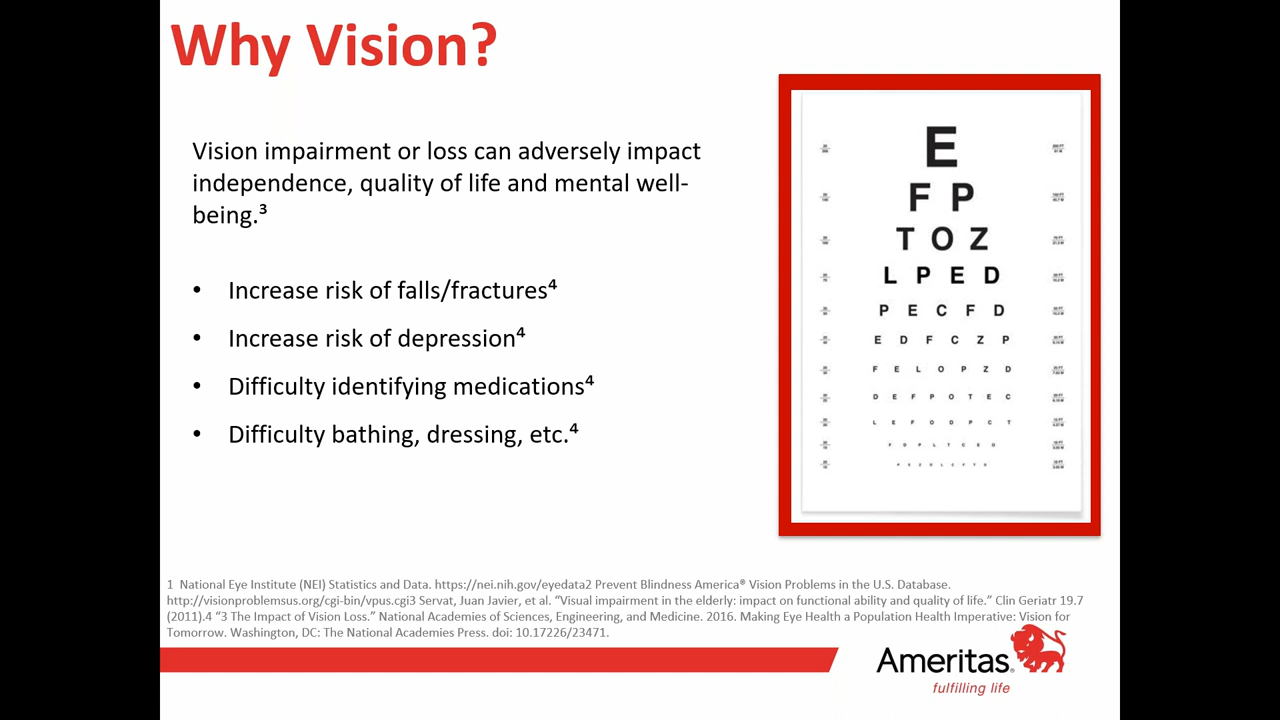 Why Vision?
Vision impairment or loss can adversely impact
independence, quality of life and mental well-
being.³
• Increase risk of falls/fractures⁴
• Increase risk of depression⁴
• Difficulty identifying medications⁴
• Difficulty bathing, dressing, etc.⁴
E
F P
T O Z
L P E D
P E C F D
E D F C Z P
F E L O P Z D
D E F P O T E C
L E F O D P C T
1 National Eye Institute (NEI) Statistics and Data. https://nei.nih.gov/eyedata2 Prevent Blindness America® Vision Problems in the U.S. Database.
http://visionproblemsus.org/cgi-bin/vpus.cgi3 Servat, Juan Javier, et al. “Visual impairment in the elderly: impact on functional ability and quality of life.” Clin Geriatr 19.7
(2011).4 “3 The Impact of Vision Loss.” National Academies of Sciences, Engineering, and Medicine. 2016. Making Eye Health a Population Health Imperative: Vision for
Tomorrow. Washington, DC: The National Academies Press. doi: 10.17226/23471.
Ameritas®
fulfilling life